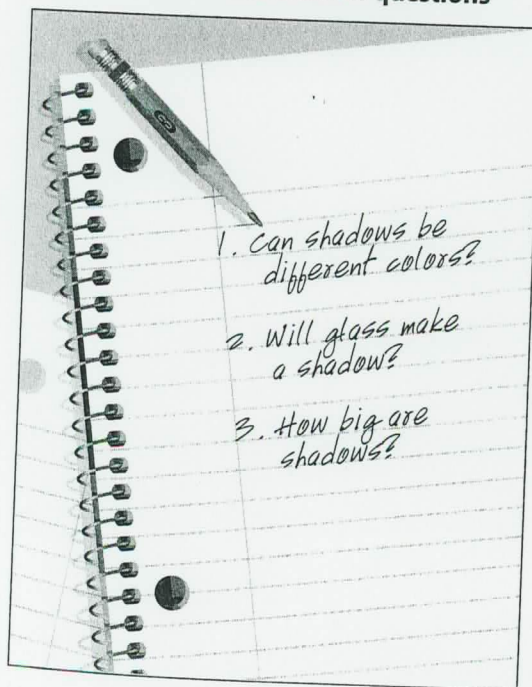 questions
1. Can shadows be
different colors?
2. Will glass make
a shadow?
3. How big are
shadows?